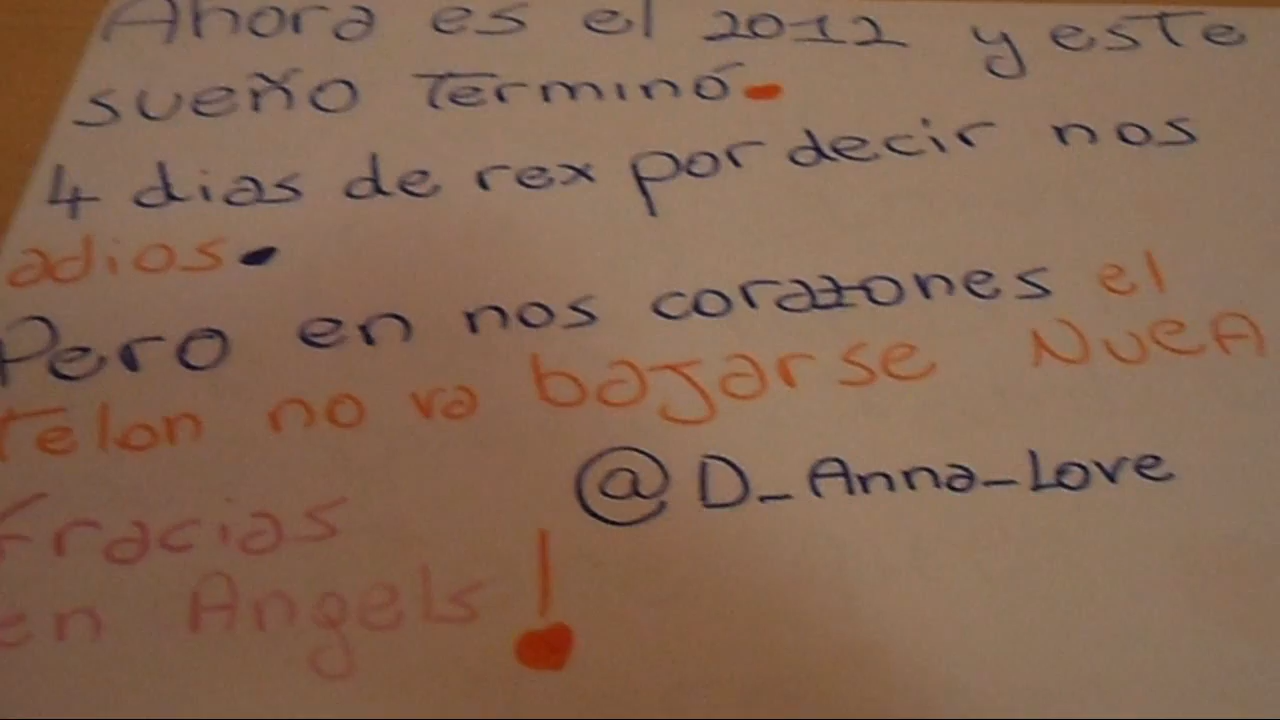 Ahora es el 2012 y este
sueño terminó.
4 dias de rex por decir nos
adios.
Pero en nos corazones el
telon no va bajarse NueA
@D_Anna_Love
Gracias
en Angels!